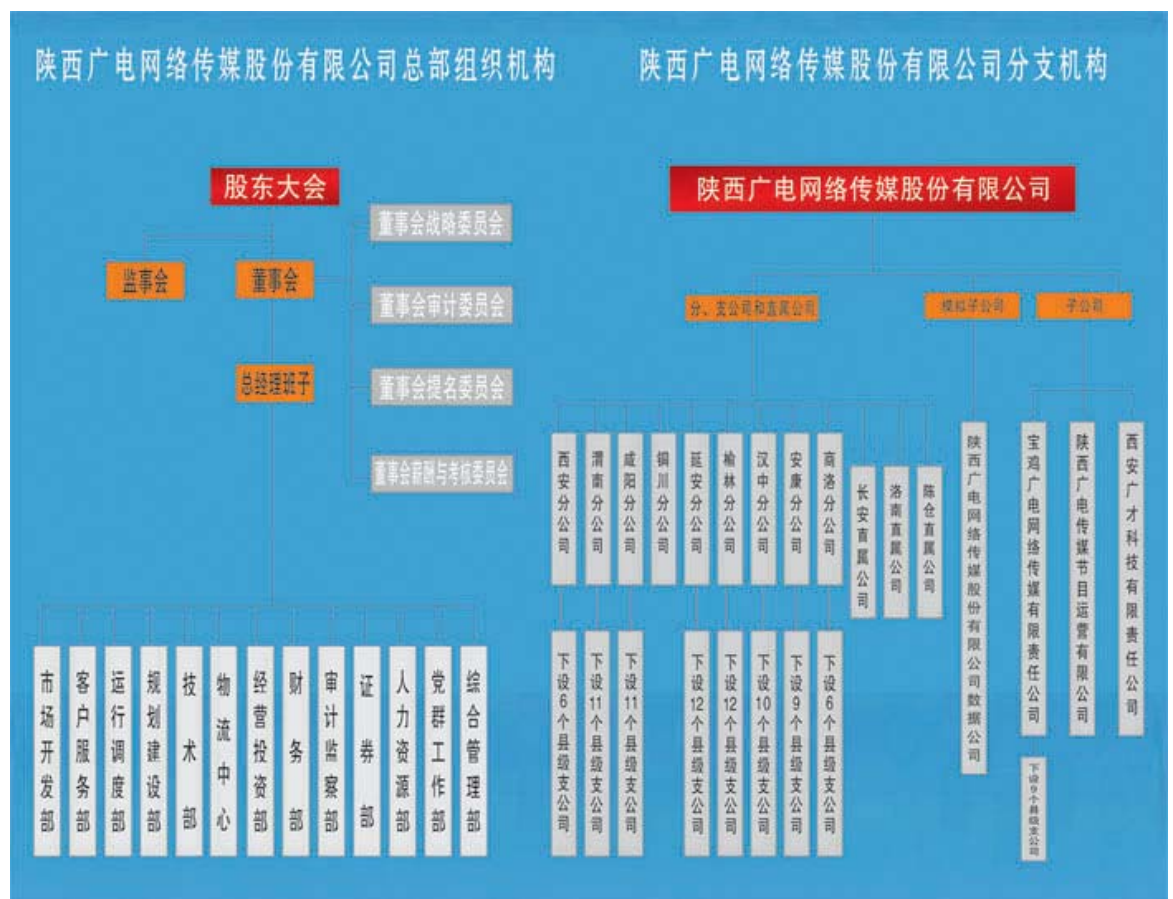 陕西广电网络传媒股份有限公司总部组织机构
股东大会
监事会
董事会
总经理班子
董事会战略委员会
董事会审计委员会
董事会提名委员会
董事会薪酬与考核委员会
市场开发部
客户服务部
运行调度部
规划建设部
技术部
物流中心
经营投资部
财务部
审计监察部
证券部
人力资源部
党群工作部
综合管理部
陕西广电网络传媒股份有限公司分支机构
陕西广电网络传媒股份有限公司
分、支公司和直属公司
模拟子公司
子公司
西安分公司
渭南分公司
咸阳分公司
铜川分公司
延安分公司
榆林分公司
汉中分公司
安康分公司
商洛分公司
长安直属公司
洛南直属公司
陈仓直属公司
陕西广电网络传媒股份有限公司数据公司
宝鸡广电网络传媒有限责任公司
陕西广电传媒节目运营有限公司
西安广才科技有限责任公司
下设6个县级支公司
下设11个县级支公司
下设11个县级支公司
下设12个县级支公司
下设12个县级支公司
下设10个县级支公司
下设9个县级支公司
下设6个县级支公司
下设9个县级支公司